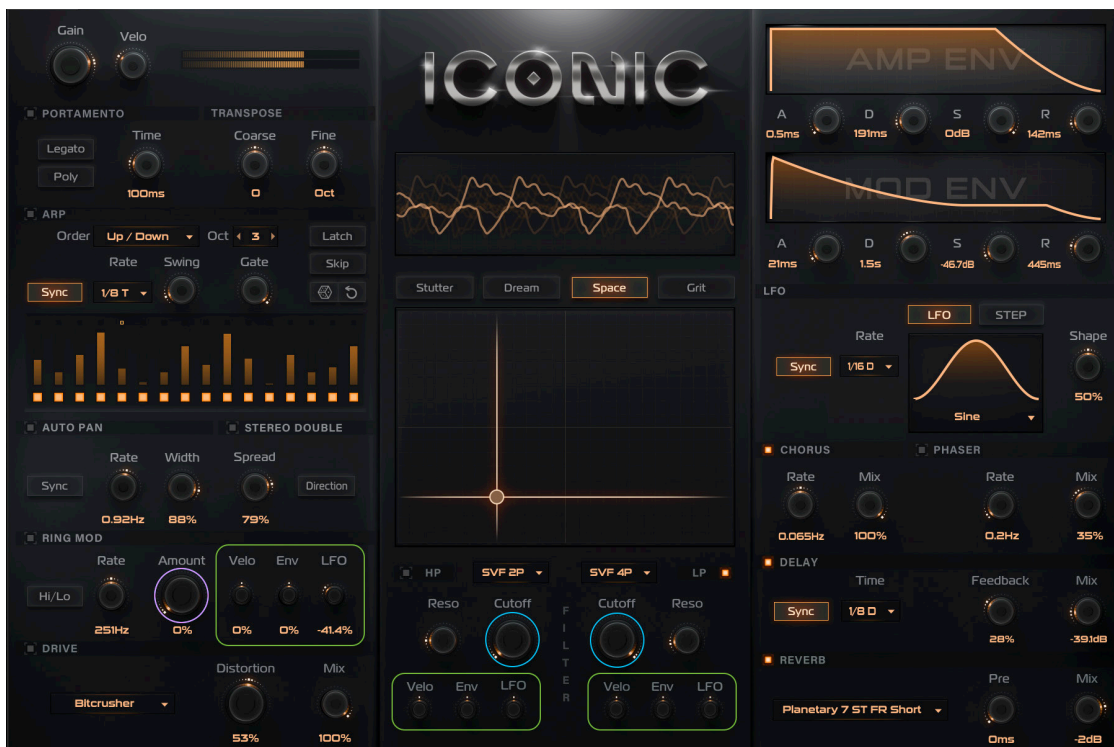 Gain Velo
PORTAMENTO TRANSPOSE
Legato
Poly
Time Coarse Fine
100ms 0 Oct
ARP
Order Up / Down Oct 3 Latch
Rate Swing Gate Skip
Sync 1/8 T
AUTO PAN STEREO DOUBLE
Rate Width Spread
Sync Direction
0.92Hz 88% 79%
RING MOD
Rate Amount Velo Env LFO
Hi/Lo
251Hz 0% 0% 0% -41.4%
DRIVE
Distortion Mix
Bitcrusher
53% 100%
ICONIC
Stutter Dream Space Grit
HP SVF 2P SVF 4P LP
Reso Cutoff Cutoff Reso
FILTER
Velo Env LFO Velo Env LFO
AMP ENV
A D S R
0.5ms 191ms 0dB 142ms
MOD ENV
A D S R
21ms 1.5s -46.7dB 445ms
LFO
LFO STEP
Rate Shape
Sync 1/16 D
50%
Sine
CHORUS PHASER
Rate Mix Rate Mix
0.065Hz 100% 0.2Hz 35%
DELAY
Time Feedback Mix
Sync 1/8 D
28% -39.1dB
REVERB
Pre Mix
Planetary 7 ST FR Short
0ms -2dB